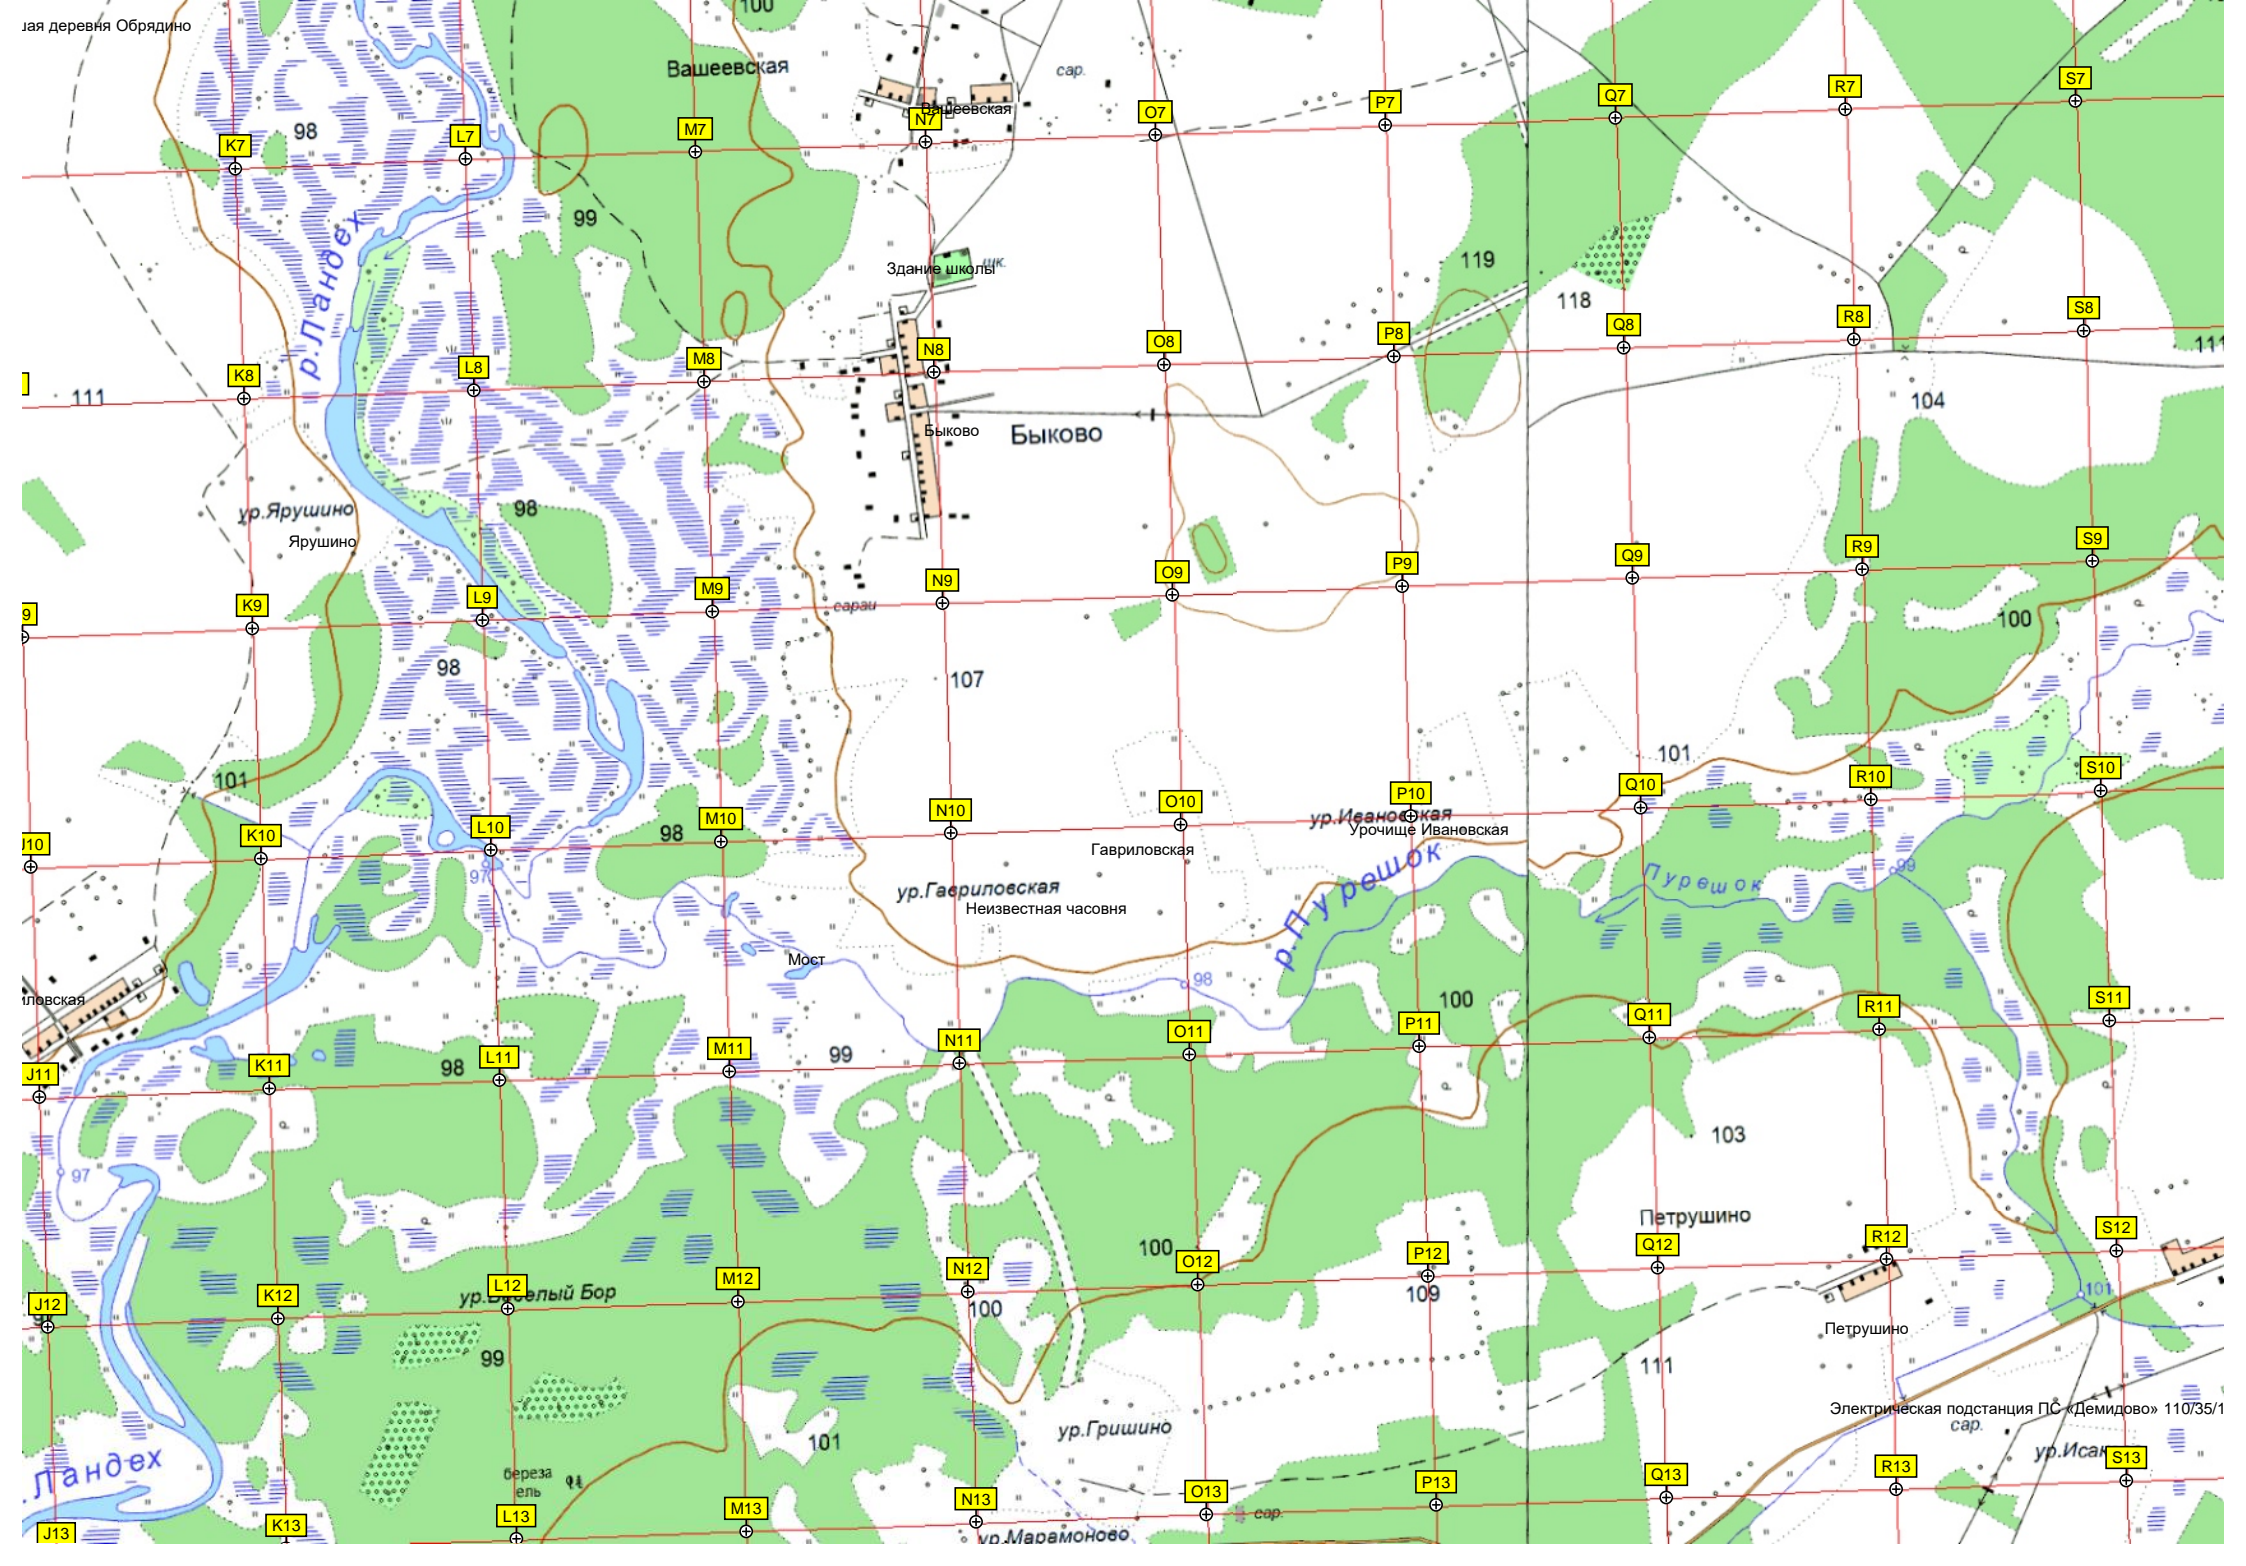 100
деревня Обрядино
Вашеевская
сар.
S7
R7
Q7
P7
O7
Вашеевская
N7
M7
98
L7
K7
99
р.Ландех
шк.
Здание школы
119
118
S8
R8
Q8
P8
O8
N8
M8
L8
K8
111
111
104
Быково
Быково
98
ур.Ярушино
Ярушино
S9
R9
Q9
P9
O9
N9
M9
L9
K9
9
сараи
100
98
107
101
101
S10
R10
Q10
P10
O10
N10
M10
L10
K10
J10
98
ур.Ивановская
Урочище Ивановская
Гавриловская
р.Пурешок
Пурешок
99
97
ур.Гавриловская
Неизвестная часовня
Мост
98
100
S11
R11
Q11
P11
O11
N11
M11
L11
K11
J11
99
98
103
97
Петрушино
S12
R12
Q12
P12
O12
N12
M12
L12
K12
J12
100
109
101
ур.Веселый Бор
100
Петрушино
99
111
Электрическая подстанция ПС «Демидово» 110/35/1
сар.
ур.Гришино
101
Ландех
береза
ель
S13
R13
Q13
P13
O13
N13
M13
L13
K13
J13
сар.
ур.Марамоново